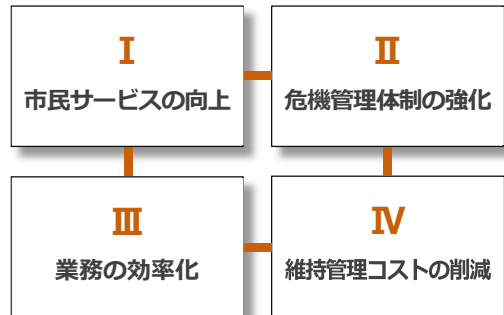 Ⅰ
市民サービスの向上
Ⅱ
危機管理体制の強化
Ⅲ
業務の効率化
Ⅳ
維持管理コストの削減